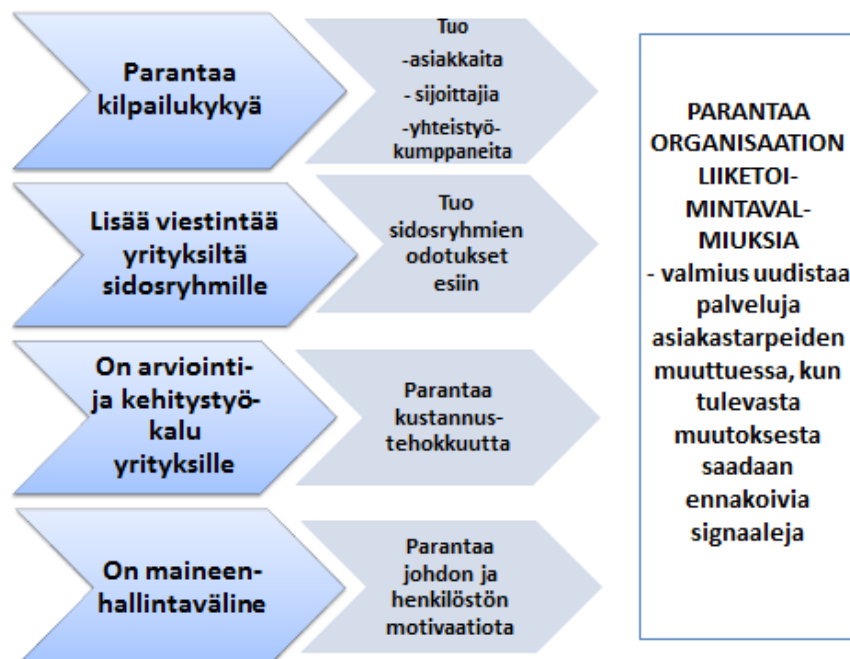 Parantaa
kilpailukykyä
Tuo
-asiakkaita
- sijoittajia
-yhteistyö-
kumppaneita
Lisää viestintää
yrityksiltä
sidosryhmille
Tuo
sidosryhmien
odotukset
esiin
On arviointi-
ja kehitystyö-
kalu
yrityksille
Parantaa
kustannus-
tehokkuutta
On maineen-
hallintaväline
Parantaa
johdon ja
henkilöstön
motivaatiota
PARANTAA
ORGANISAATION
LIIKETOI-
MINTAVAL-
MIUKSIA
- valmius uudistaa
palveluja
asiakastarpeiden
muuttuessa, kun
tulevasta
muutoksesta
saadaan
ennakoivia
signaaleja